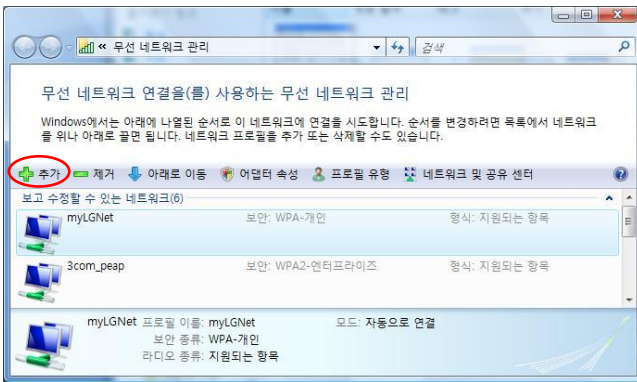 « 무선 네트워크 관리
검색
무선 네트워크 연결을(를) 사용하는 무선 네트워크 관리
Windows에서는 아래에 나열된 순서로 이 네트워크에 연결을 시도합니다. 순서를 변경하려면 목록에서 네트워크
를 위나 아래로 끌면 됩니다. 네트워크 프로필을 추가 또는 삭제할 수도 있습니다.
추가 제거 아래로 이동 어댑터 속성 프로필 유형 네트워크 및 공유 센터
보고 수정할 수 있는 네트워크(6)
myLGNet 보안: WPA-개인 형식: 지원되는 항목
3com_peap 보안: WPA2-엔터프라이즈 형식: 지원되는 항목
myLGNet 프로필 이름: myLGNet 모드: 자동으로 연결
보안 종류: WPA-개인
라디오 종류: 지원되는 항목